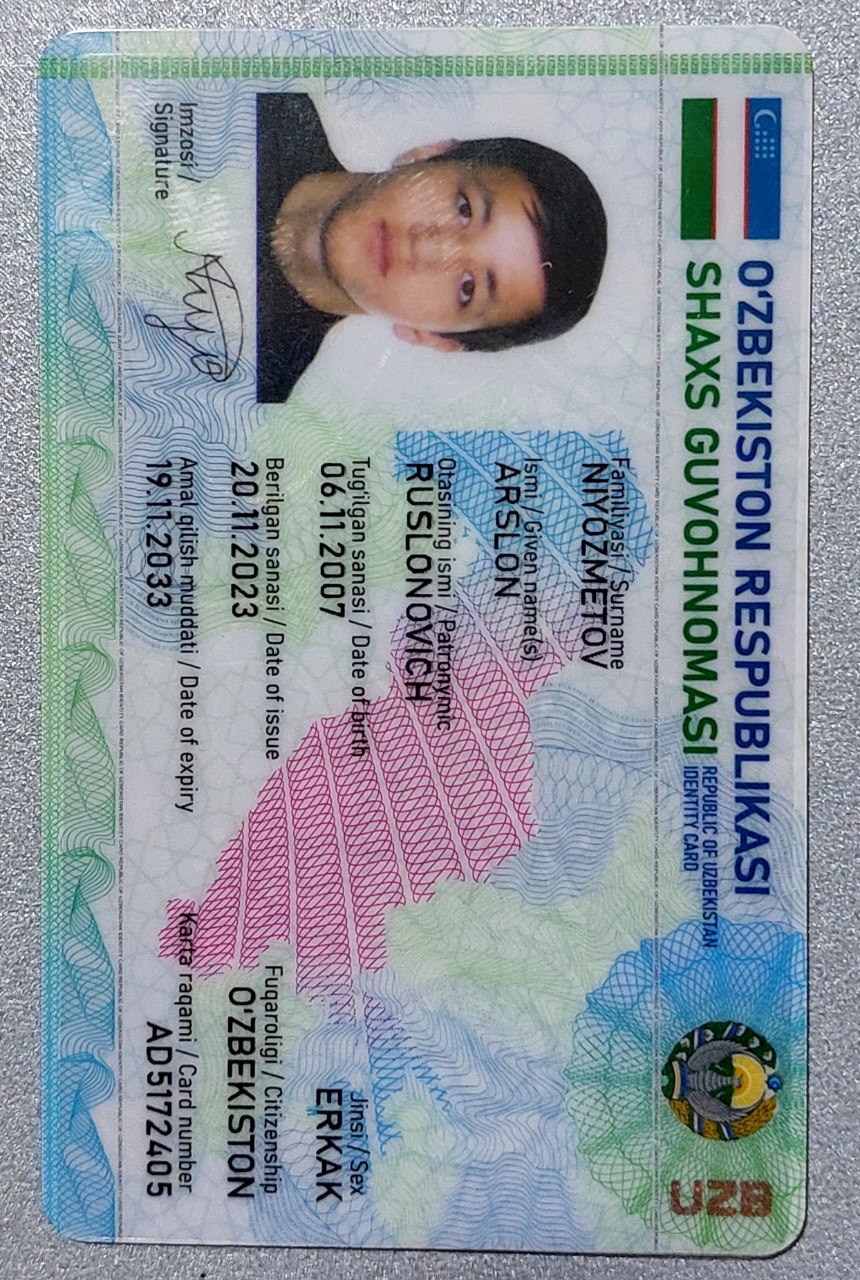 O‘ZBEKISTON RESPUBLIKASI
SHAXS GUVOHNOMASI
REPUBLIC OF UZBEKISTAN
IDENTITY CARD
UZB
Familiyasi / Surname
NIYOZMETOV
Ismi / Given name(s)
ARSLON
Otasining ismi / Patronymic
RUSLONOVICH
Tug‘ilgan sanasi / Date of birth
06.11.2007
Jinsi / Sex
ERKAK
Berilgan sanasi / Date of issue
20.11.2023
Fuqaroligi / Citizenship
O‘ZBEKISTON
Amal qilish muddati / Date of expiry
19.11.2033
Karta raqami / Card number
AD5172405
Imzosi /
Signature